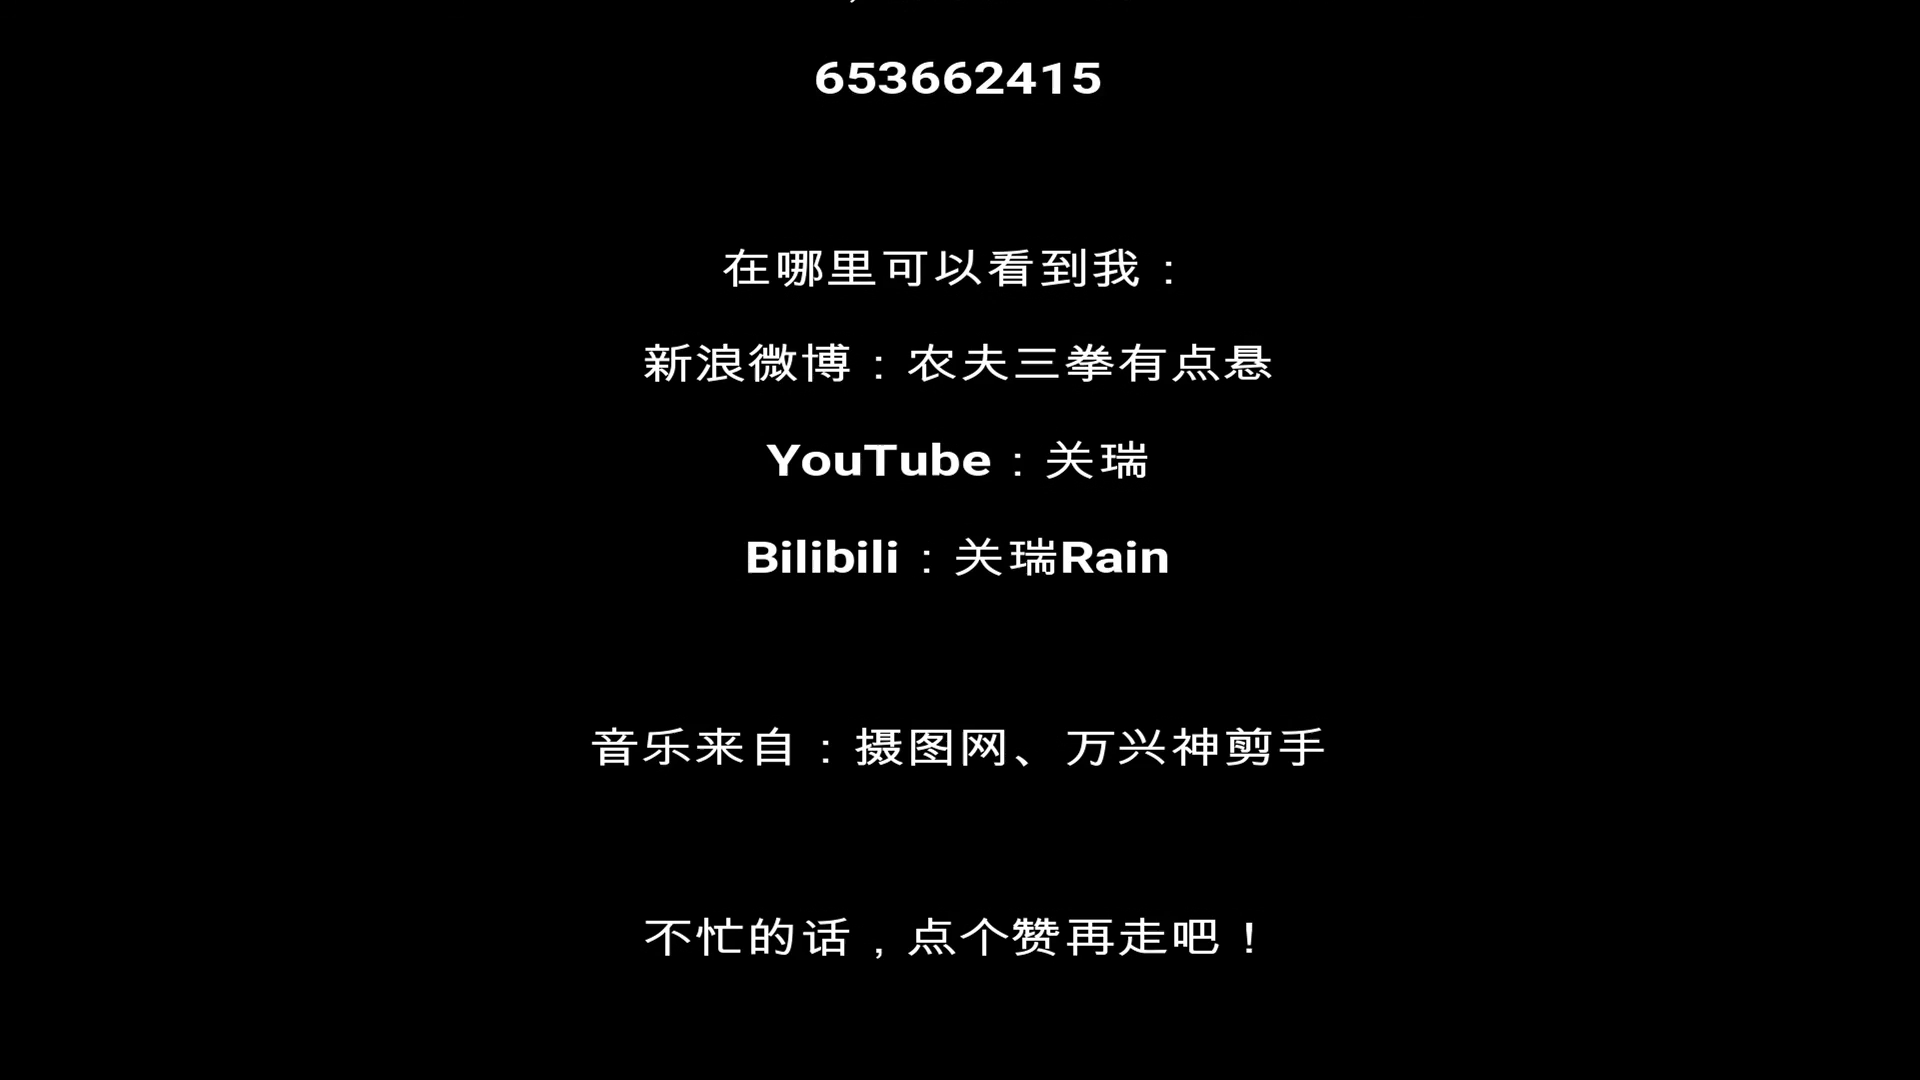 653662415
在哪里可以看到我：
新浪微博：农夫三拳有点悬
YouTube：关瑞
Bilibili：关瑞Rain
音乐来自：摄图网、万兴神剪手
不忙的话，点个赞再走吧！